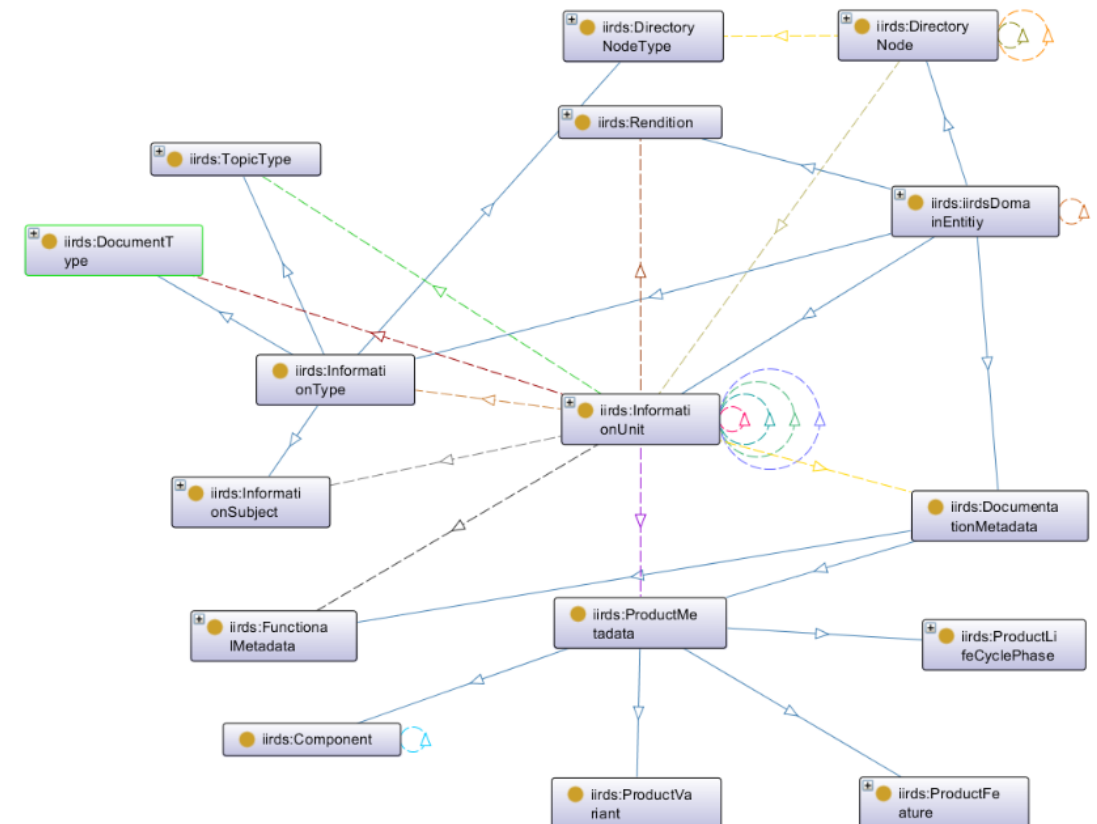 iirds:Directory
NodeType
iirds:Directory
Node
iirds:Rendition
iirds:TopicType
iirds:iirdsDoma
inEntitiy
iirds:DocumentT
ype
iirds:Informati
onType
iirds:Informati
onUnit
iirds:Informati
onSubject
iirds:Documenta
tionMetadata
iirds:Functiona
lMetadata
iirds:ProductMe
tadata
iirds:ProductLi
feCyclePhase
iirds:Component
iirds:ProductVa
riant
iirds:ProductFe
ature